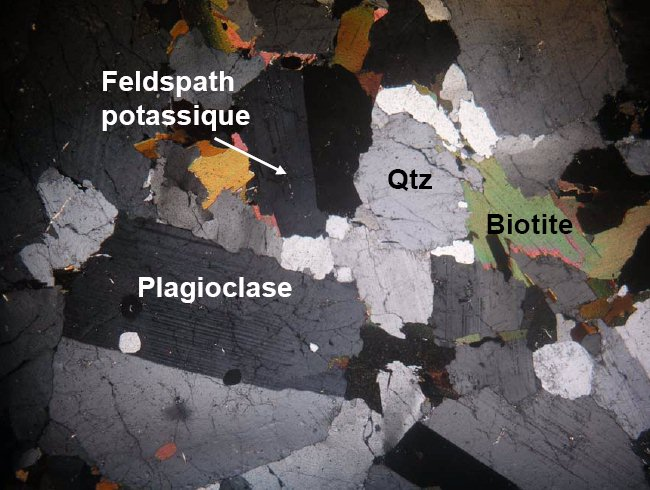 Feldspath
potassique
Qtz
Biotite
Plagioclase